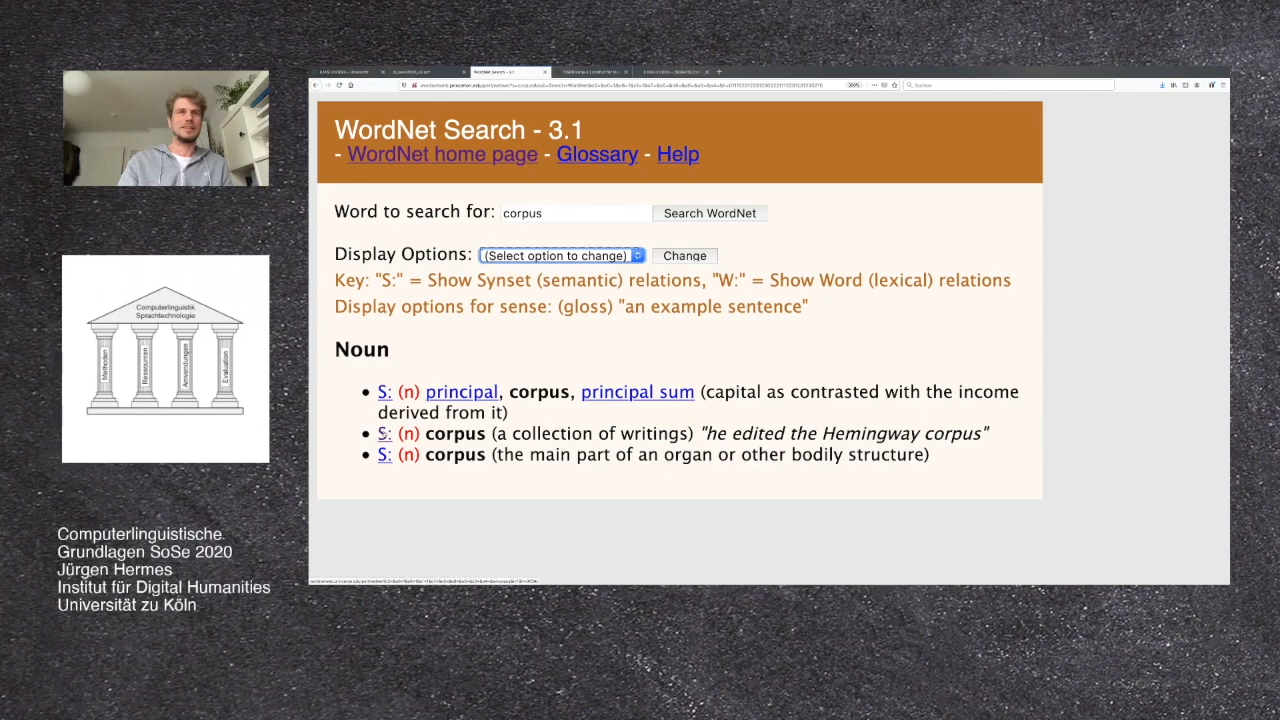 WordNet Search - 3.1
- WordNet home page - Glossary - Help
Word to search for: corpus Search WordNet
Display Options: (Select option to change) Change
Key: "S:" = Show Synset (semantic) relations, "W:" = Show Word (lexical) relations
Display options for sense: (gloss) "an example sentence"
Noun
• S: (n) principal, corpus, principal sum (capital as contrasted with the income
derived from it)
• S: (n) corpus (a collection of writings) "he edited the Hemingway corpus"
• S: (n) corpus (the main part of an organ or other bodily structure)
Computerlinguistik
Sprachtechnologie
Methoden
Ressourcen
Anwendungen
Evaluation
Computerlinguistische
Grundlagen SoSe 2020
Jürgen Hermes
Institut für Digital Humanities
Universität zu Köln